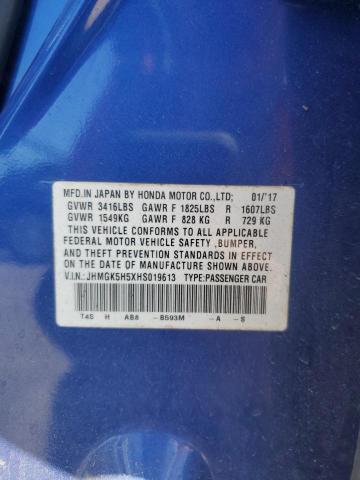 MFD.IN JAPAN BY HONDA MOTOR CO.,LTD; 01/'17
GVWR 3416LBS GAWR F 1825LBS R 1607LBS
GVWR 1549KG GAWR F 828 KG R 729 KG
THIS VEHICLE CONFORMS TO ALL APPLICABLE
FEDERAL MOTOR VEHICLE SAFETY ,BUMPER,
AND THEFT PREVENTION STANDARDS IN EFFECT
ON THE DATE OF MANUFACTURE SHOWN ABOVE.
V.I.N.: JHMGK5H5XHS019613 TYPE:PASSENGER CAR
T4S H AB8 -B593M -A -S